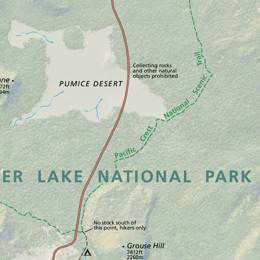 Collecting rocks
and other natural
objects prohibited
PUMICE DESERT
Pacific Crest National Scenic Trail
ER LAKE NATIONAL PARK
No stock south of
this point, hikers only
Grouse Hill
7412ft
2260m